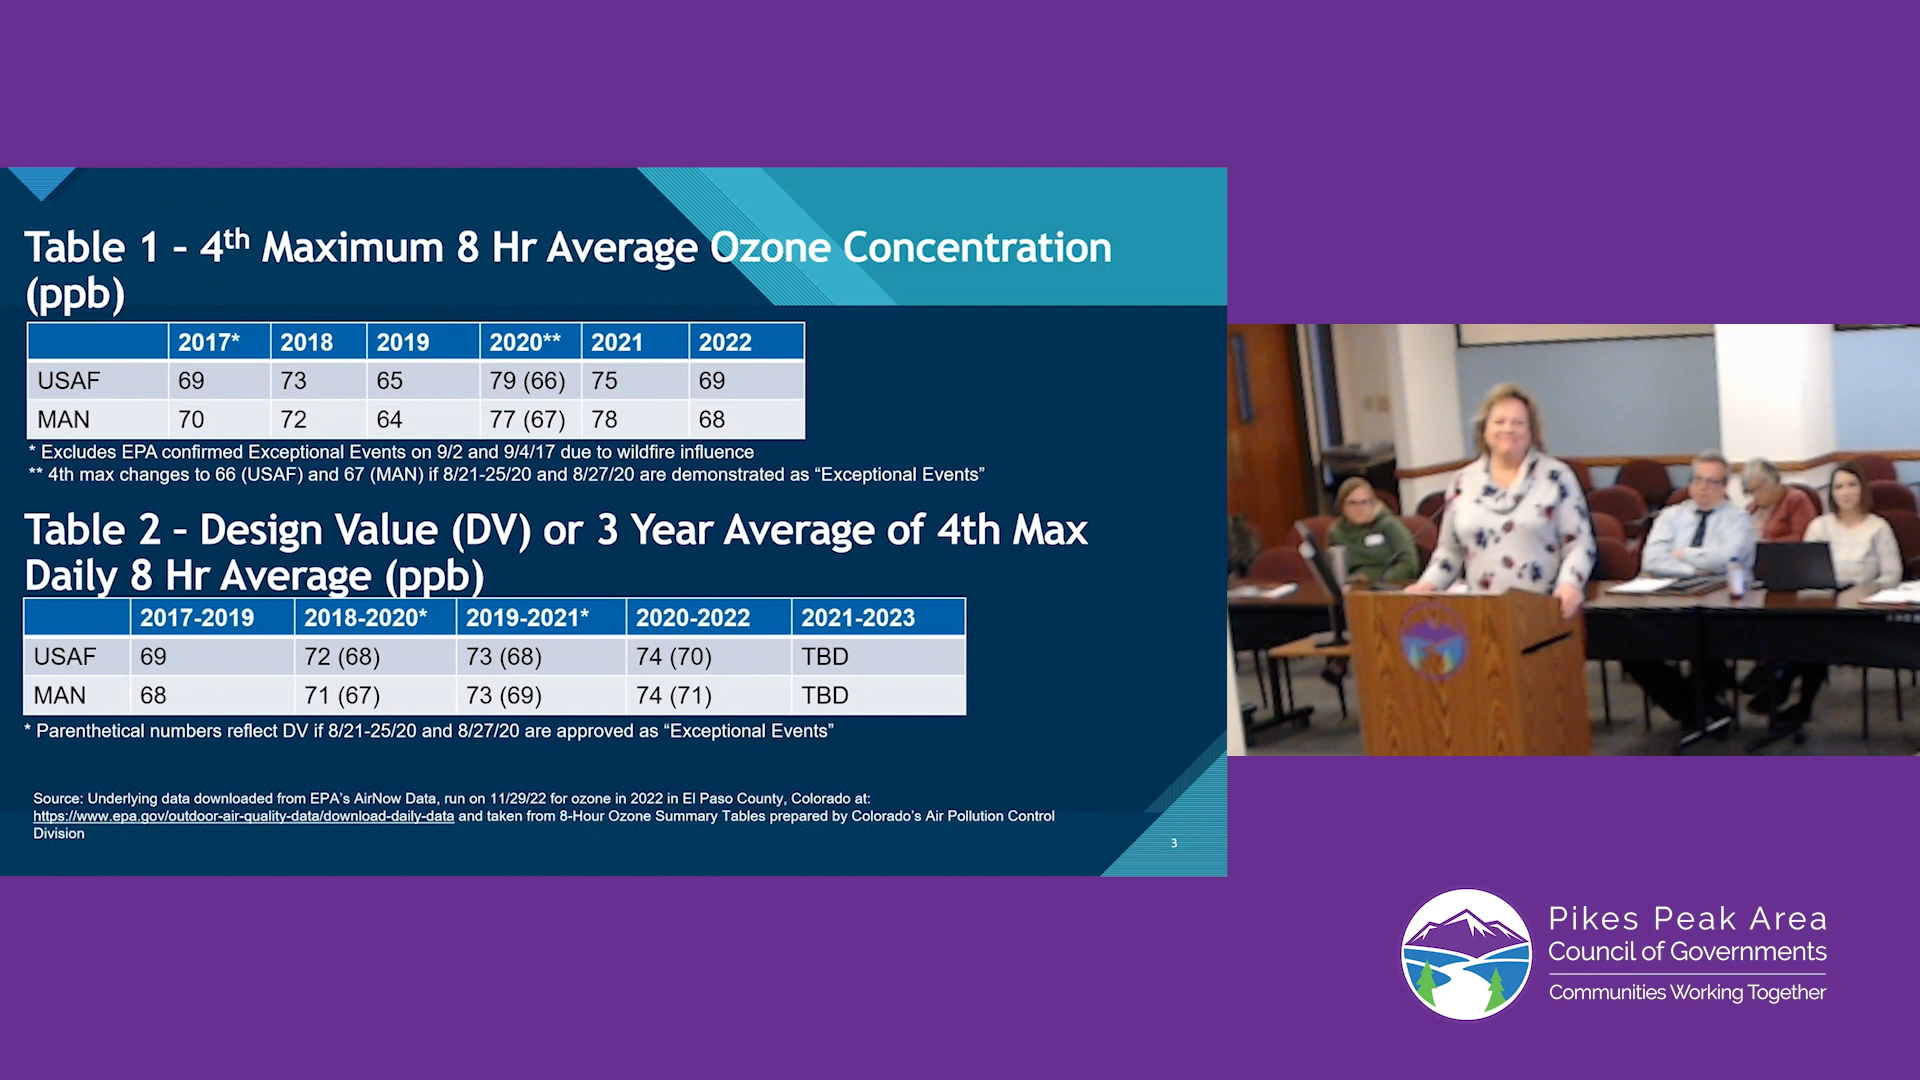 Table 1 – 4th Maximum 8 Hr Average Ozone Concentration
(ppb)
2017* 2018 2019 2020** 2021 2022
USAF 69 73 65 79 (66) 75 69
MAN 70 72 64 77 (67) 78 68
* Excludes EPA confirmed Exceptional Events on 9/2 and 9/4/17 due to wildfire influence
** 4th max changes to 66 (USAF) and 67 (MAN) if 8/21-25/20 and 8/27/20 are demonstrated as “Exceptional Events”
Table 2 – Design Value (DV) or 3 Year Average of 4th Max
Daily 8 Hr Average (ppb)
2017-2019 2018-2020* 2019-2021* 2020-2022 2021-2023
USAF 69 72 (68) 73 (68) 74 (70) TBD
MAN 68 71 (67) 73 (69) 74 (71) TBD
* Parenthetical numbers reflect DV if 8/21-25/20 and 8/27/20 are approved as “Exceptional Events”
Source: Underlying data downloaded from EPA’s AirNow Data, run on 11/29/22 for ozone in 2022 in El Paso County, Colorado at:
https://www.epa.gov/outdoor-air-quality-data/download-daily-data and taken from 8-Hour Ozone Summary Tables prepared by Colorado’s Air Pollution Control
Division
3
Pikes Peak Area
Council of Governments
Communities Working Together